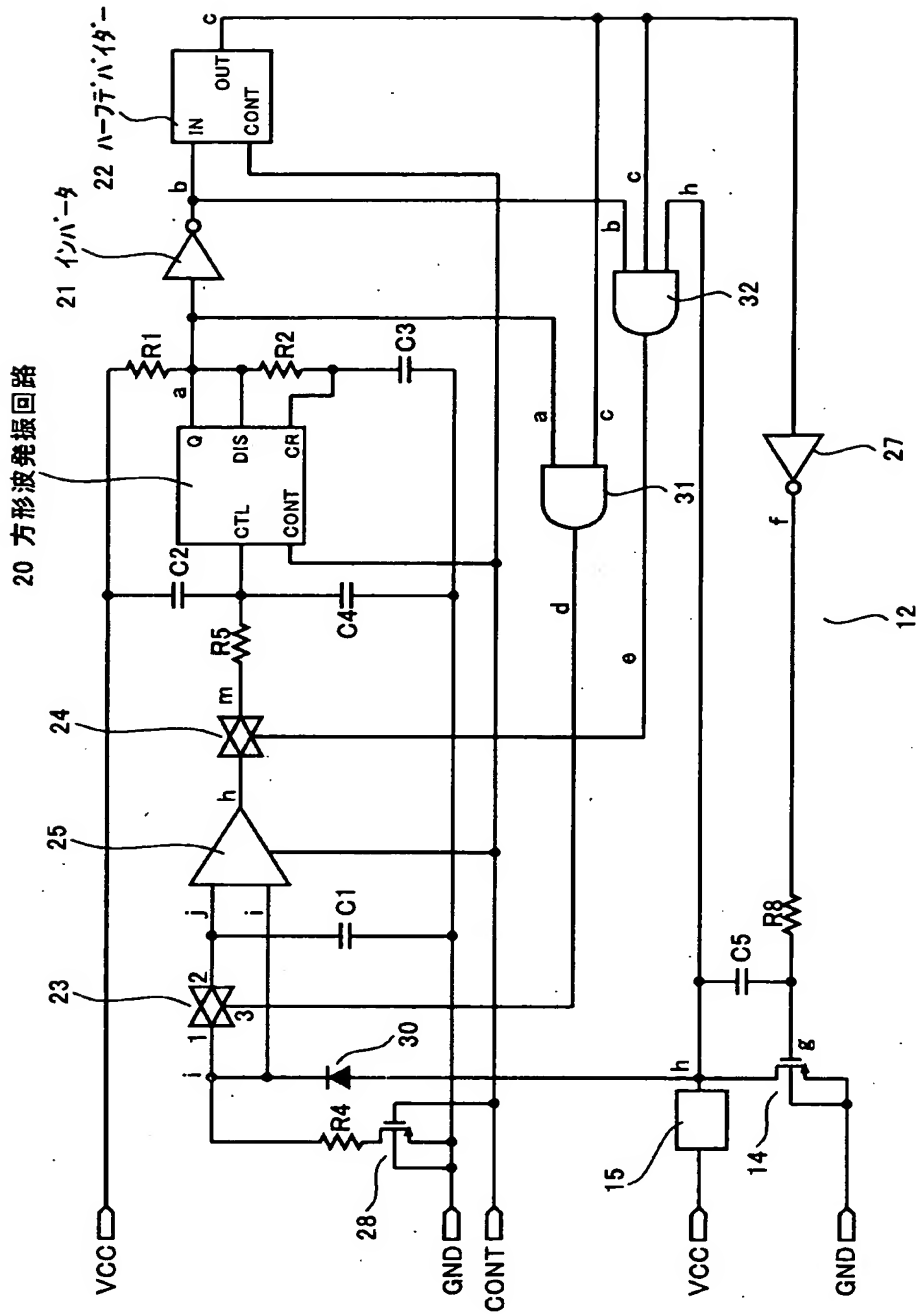 20 方形波発振回路
21 インバータ
22 ハーフデバイダー
VCC
R1
C2
a
Q
DIS
CR
CTL
CONT
R2
C3
b
IN
OUT
CONT
c
24
m
R5
C4
25
h
j
i
23
1
2
3
C1
i
30
R4
28
GND
CONT
a
c
31
d
b
c
h
32
e
27
f
12
R8
C5
h
g
15
14
VCC
GND